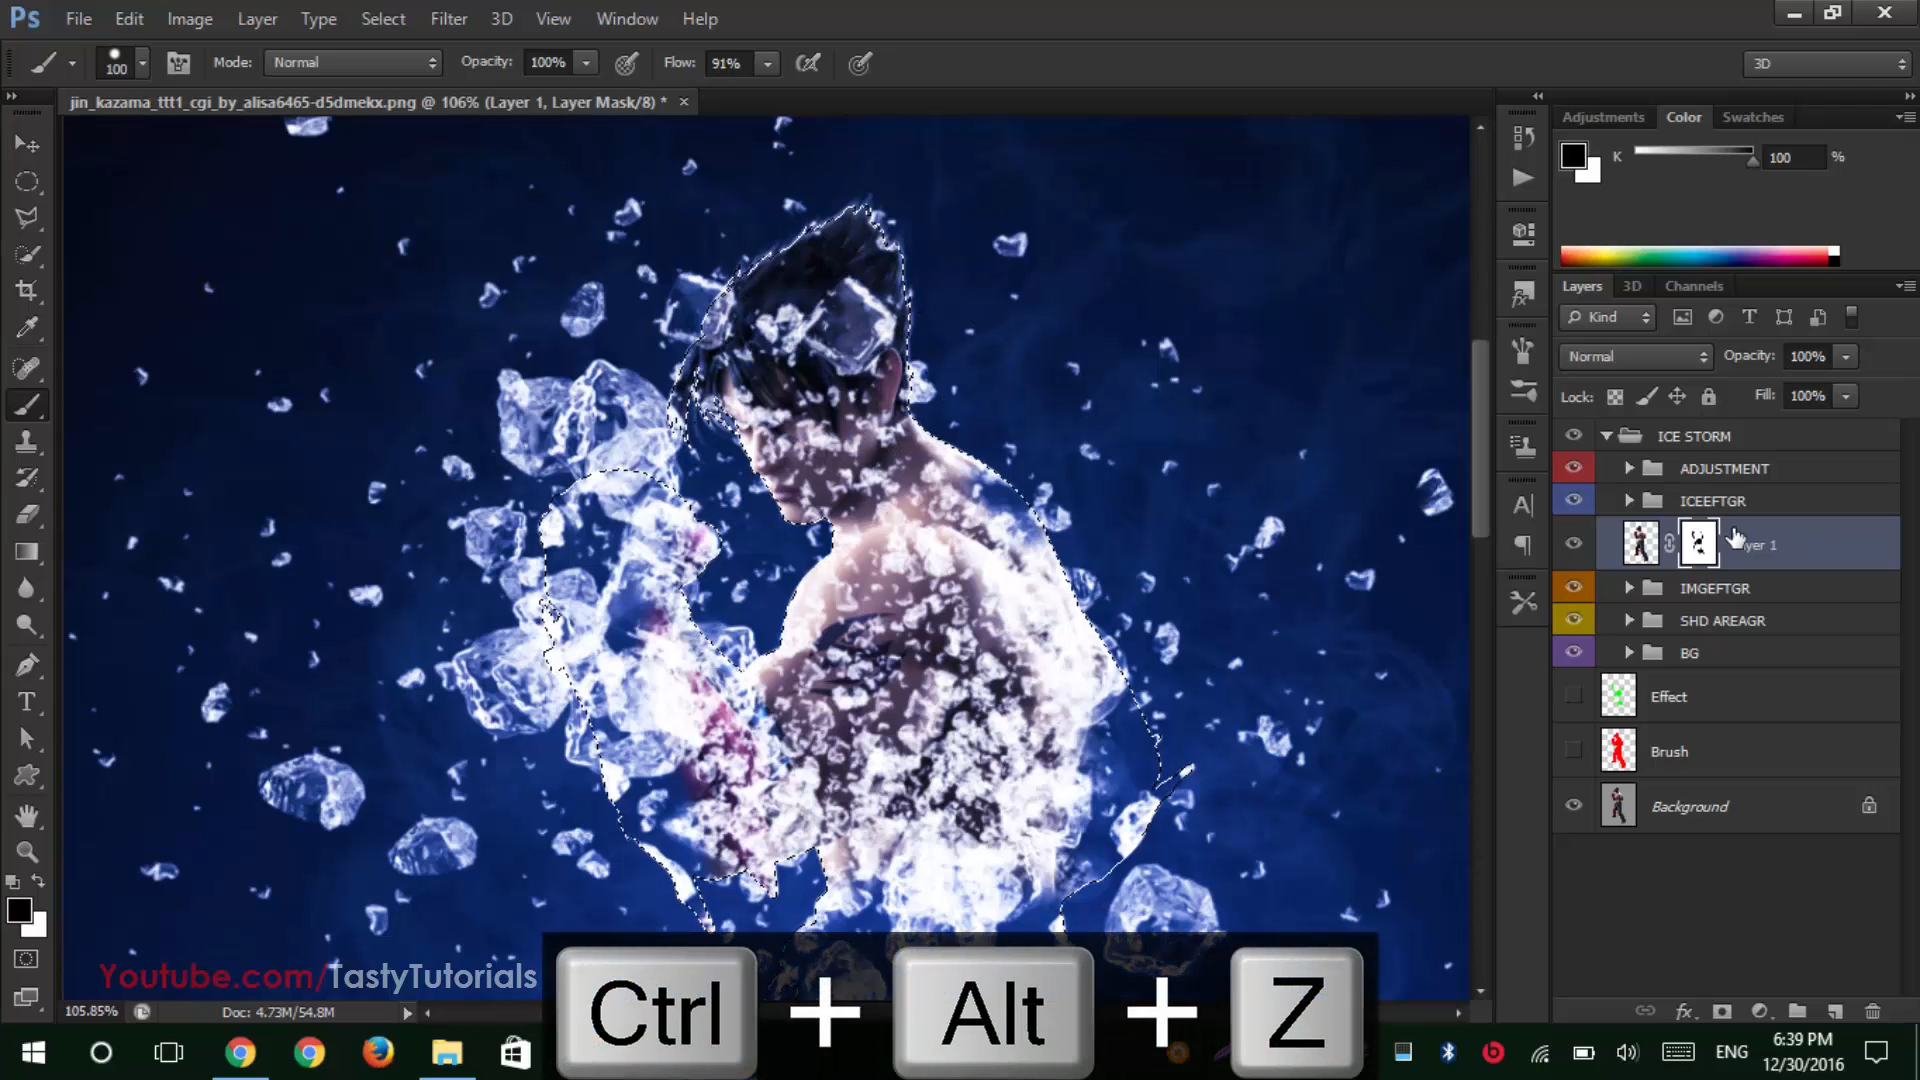 Ps File Edit Image Layer Type Select Filter 3D View Window Help
100 Mode: Normal Opacity: 100% Flow: 91% 3D
jin_kazama_ttt1_cgi_by_alisa6465-d5dmekx.png @ 106% (Layer 1, Layer Mask/8) *
Adjustments Color Swatches
K 100 %
Layers 3D Channels
Kind
Normal Opacity: 100%
Lock: Fill: 100%
ICE STORM
ADJUSTMENT
ICEEFTGR
yer 1
IMGEFTGR
SHD AREAGR
BG
Effect
Brush
Background
Youtube.com/TastyTutorials
Ctrl + Alt + Z
105.85% Doc: 4.73M/54.8M
ENG 6:39 PM
12/30/2016